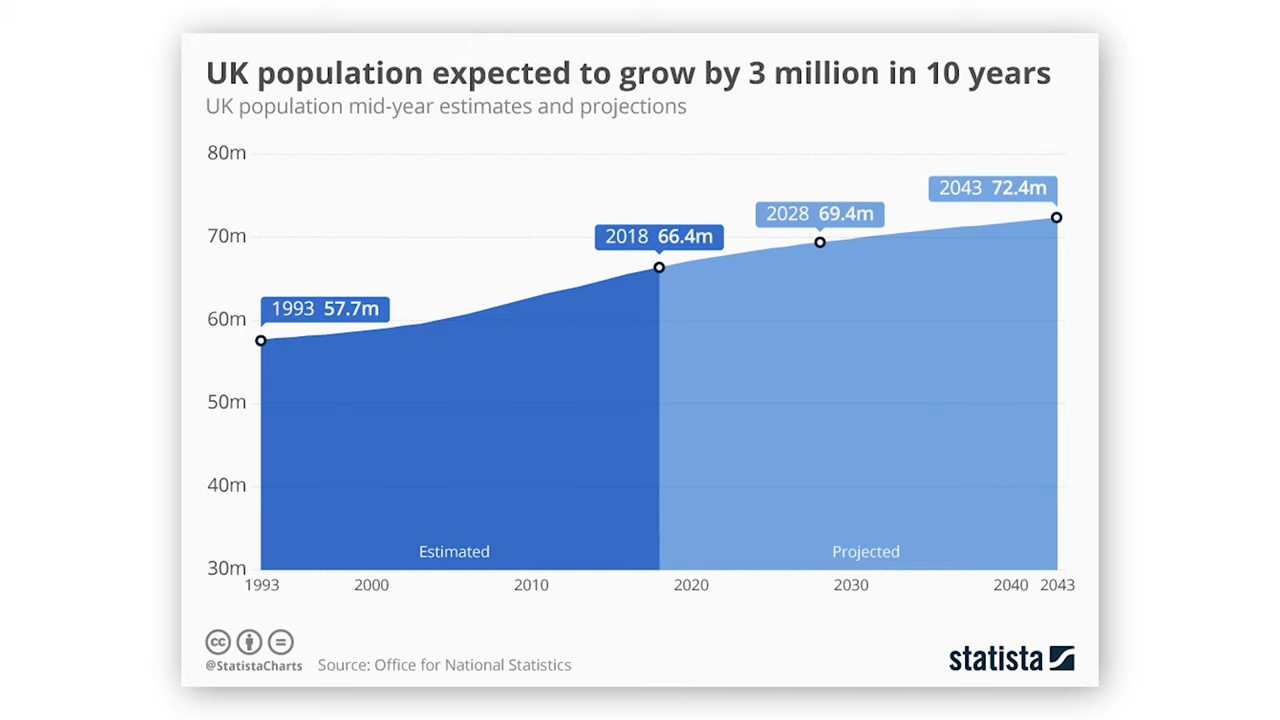 UK population expected to grow by 3 million in 10 years
UK population mid-year estimates and projections
80m
70m
60m
50m
40m
30m
1993 57.7m
2018 66.4m
2028 69.4m
2043 72.4m
Estimated
Projected
1993
2000
2010
2020
2030
2040
2043
cc
@StatistaCharts
Source: Office for National Statistics
statista